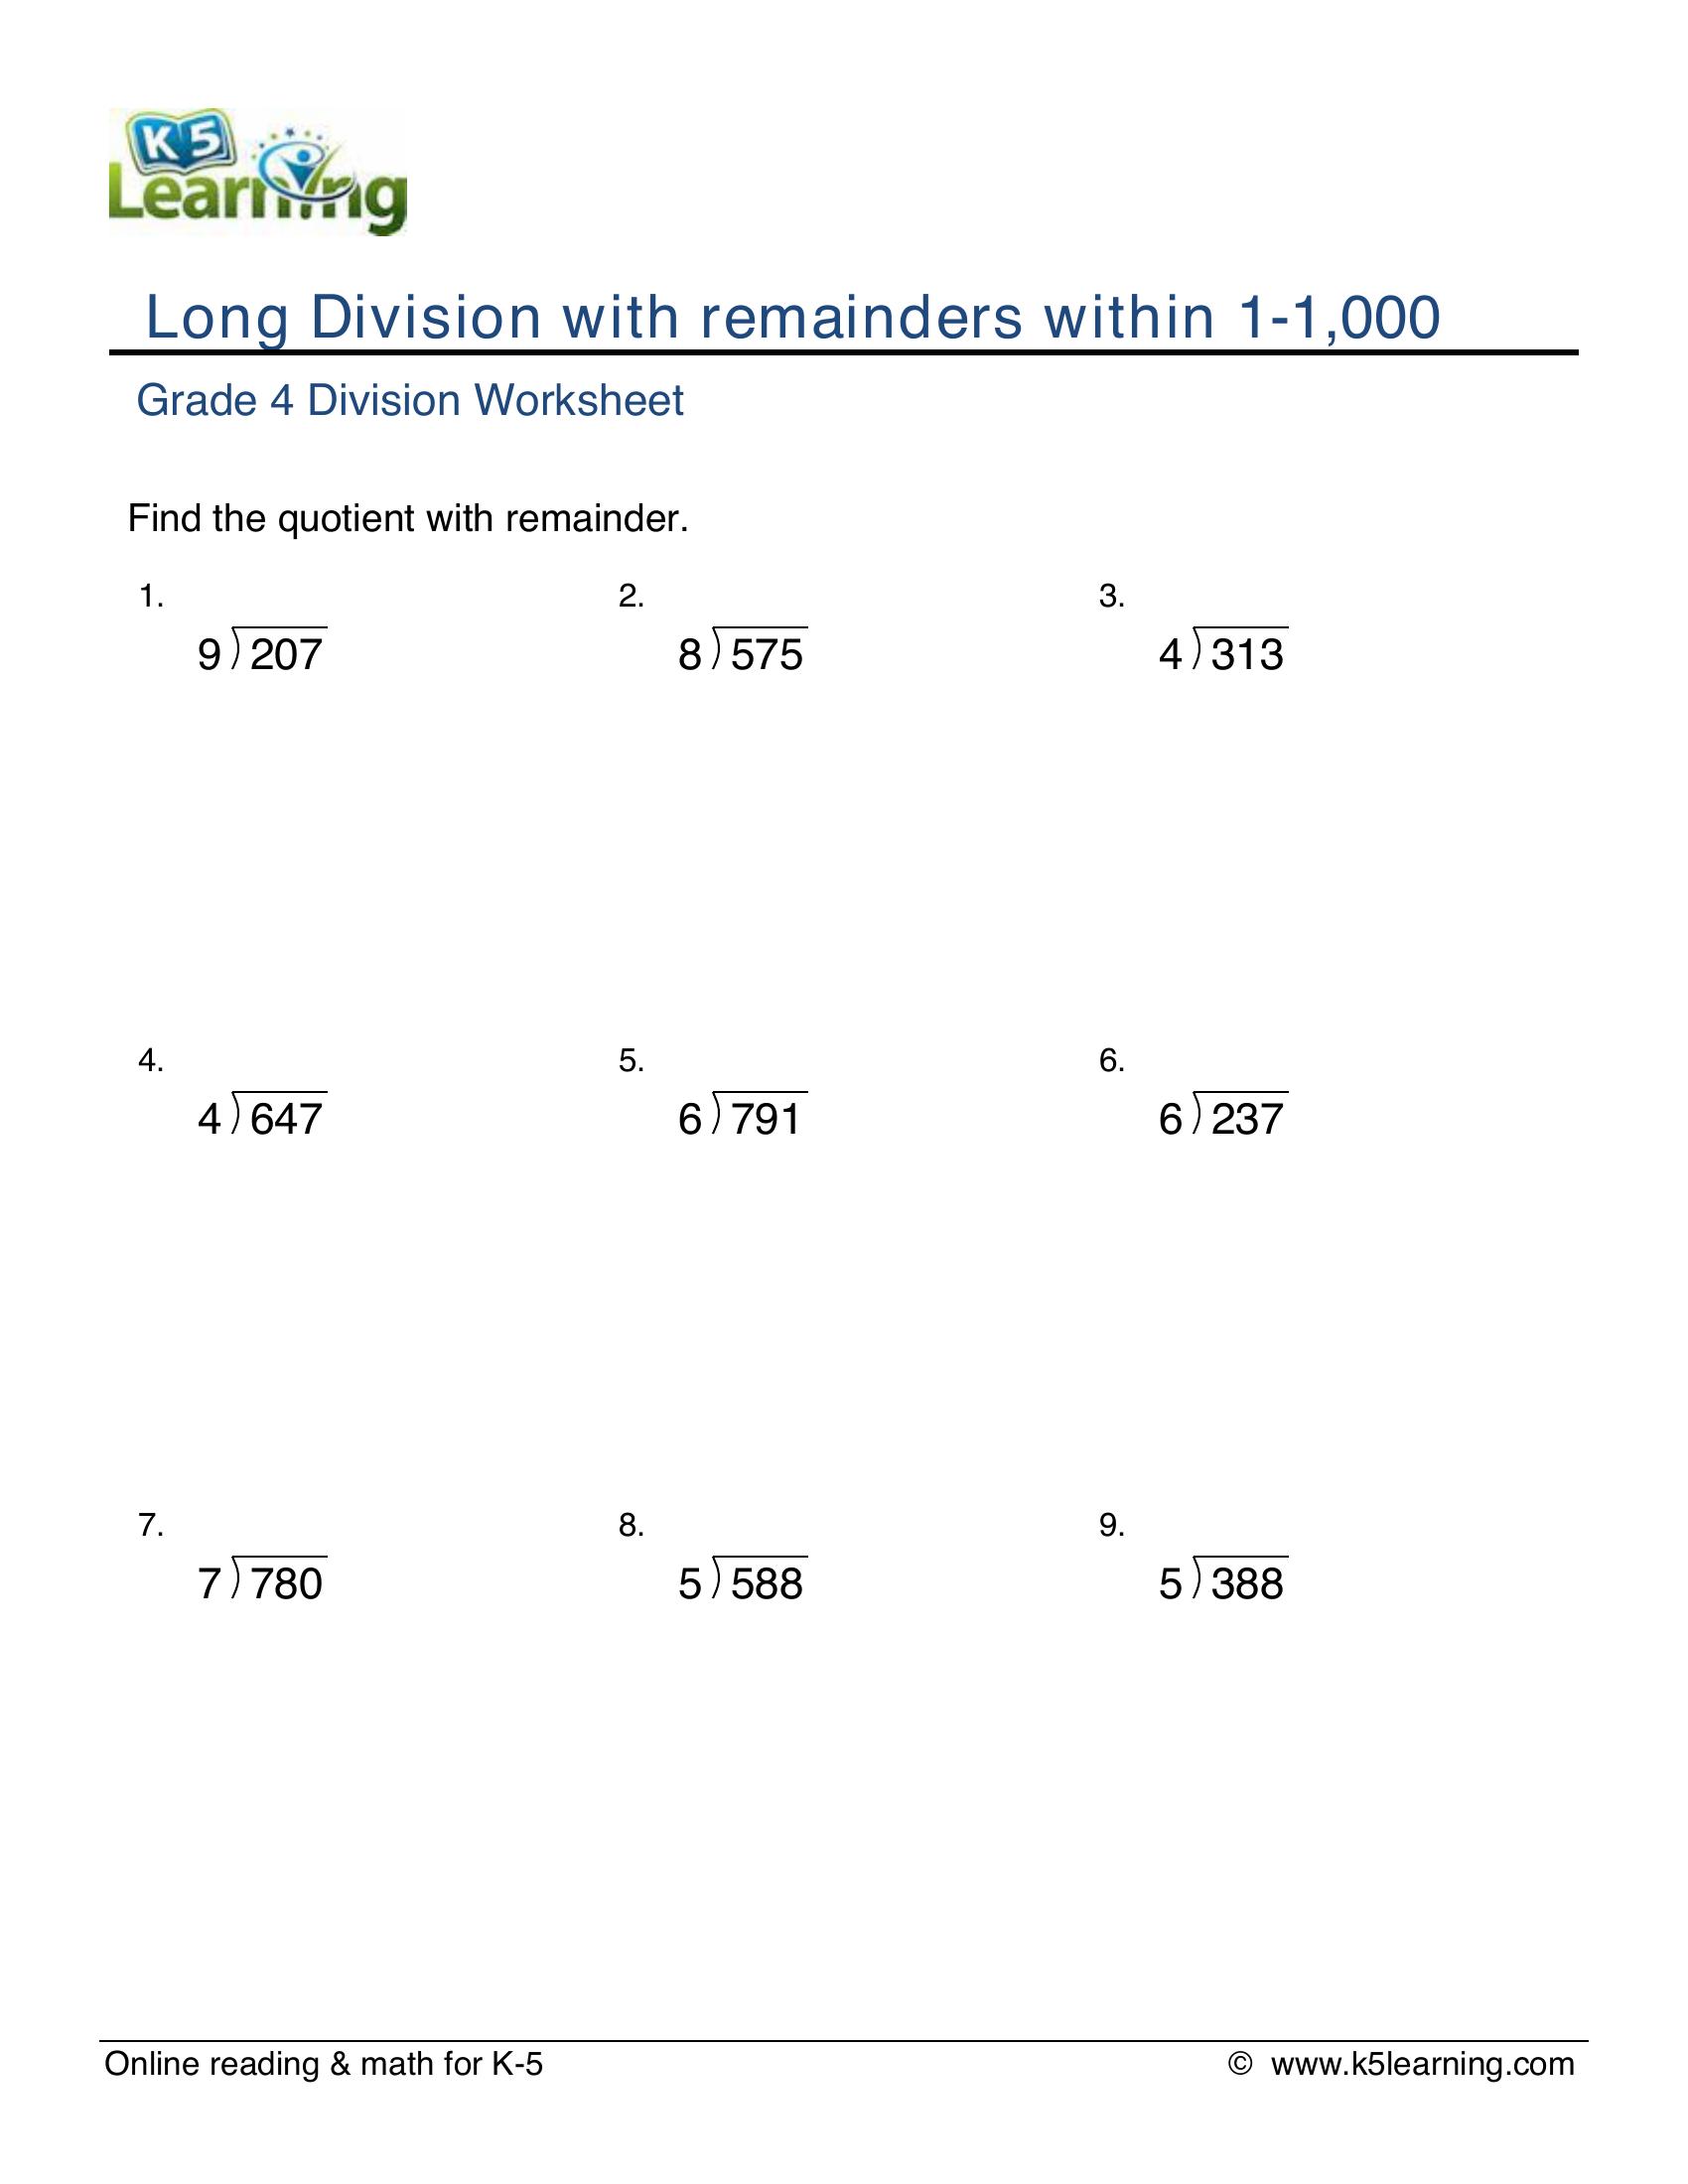 K5
Learning
Long Division with remainders within 1-1,000
Grade 4 Division Worksheet
Find the quotient with remainder.
1. 2. 3.
9 207 8 575 4 313
4. 5. 6.
4 647 6 791 6 237
7. 8. 9.
7 780 5 588 5 388
Online reading & math for K-5 © www.k5learning.com